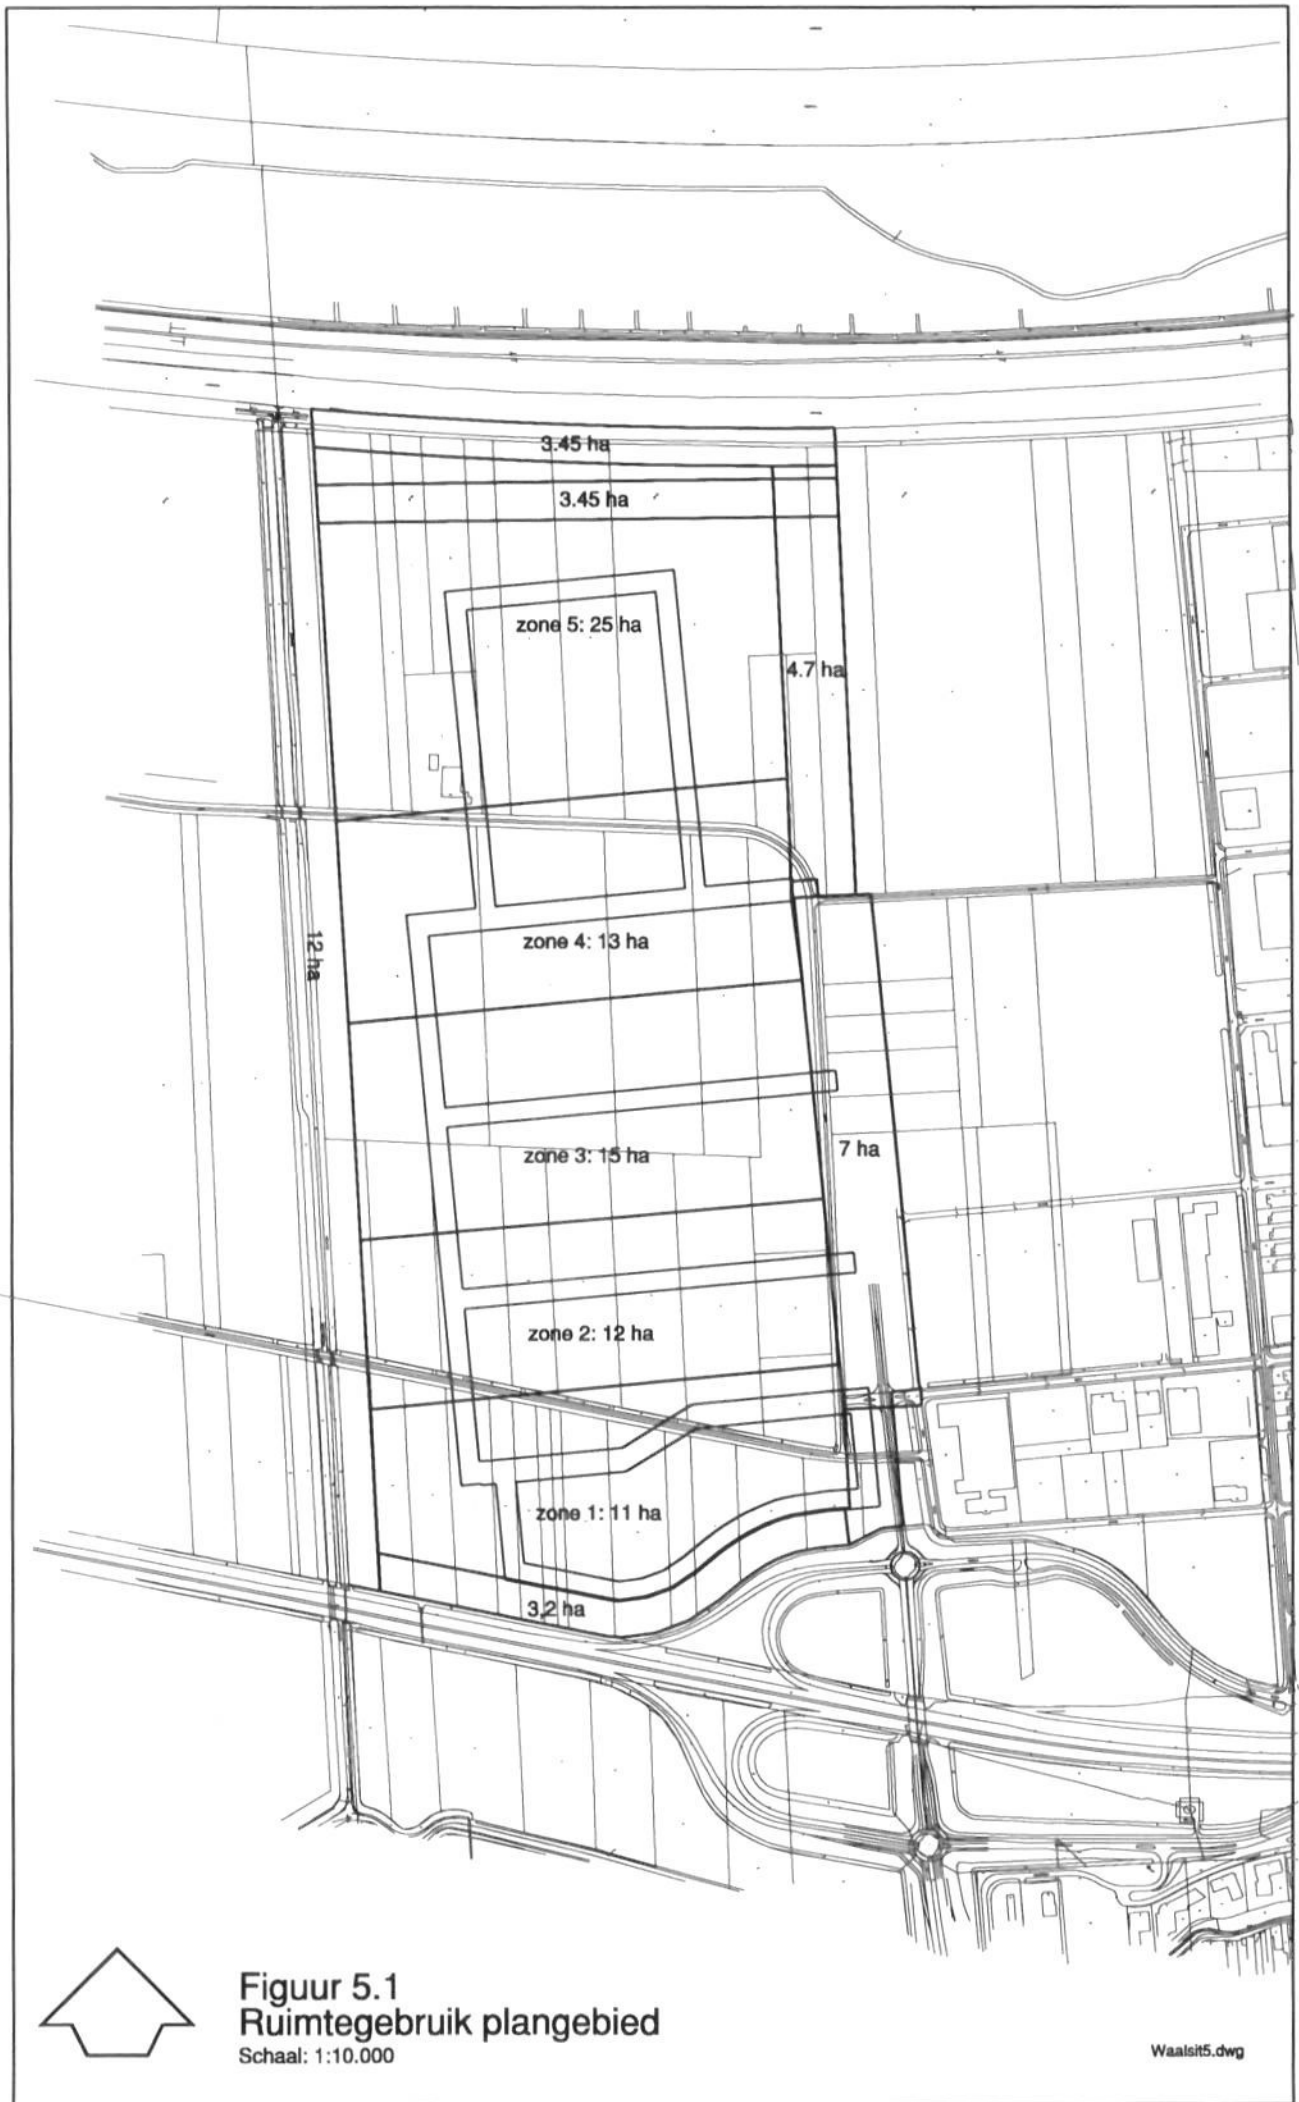 3.45 ha
3.45 ha
zone 5: 25 ha
4.7 ha
12 ha
zone 4: 13 ha
zone 3: 15 ha
7 ha
zone 2: 12 ha
zone 1: 11 ha
3,2 ha
Figuur 5.1
Ruimtegebruik plangebied
Schaal: 1:10.000
Waalsit5.dwg